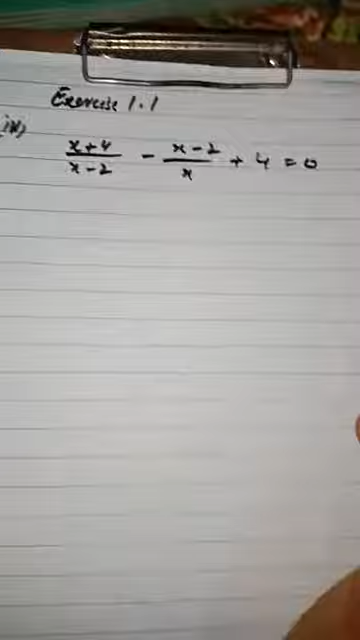 Exercise 1.1
iv)
x+4/x-2 - x-2/x + 4 = 0